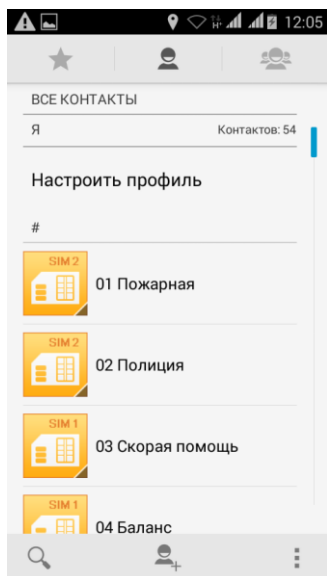 12:05
ВСЕ КОНТАКТЫ
Я Контактов: 54
Настроить профиль
#
SIM 2
01 Пожарная
SIM 2
02 Полиция
SIM 1
03 Скорая помощь
SIM 1
04 Баланс